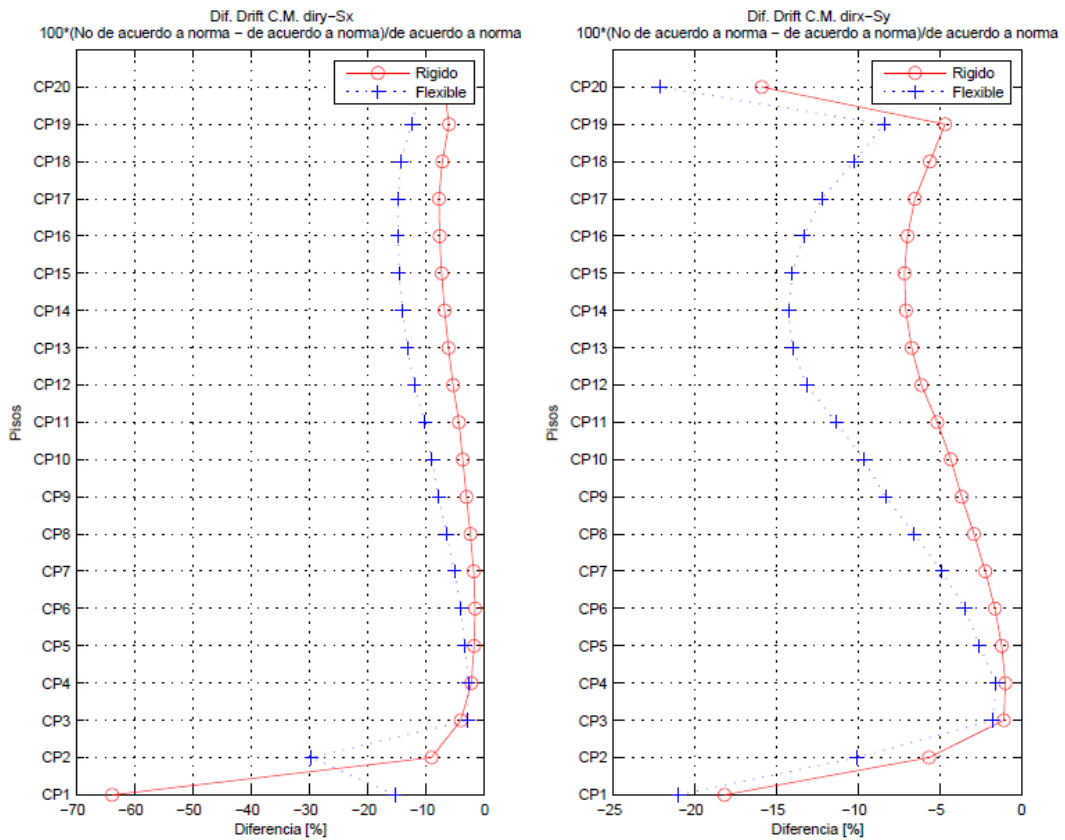 Dif. Drift C.M. diry−Sx
100*(No de acuerdo a norma − de acuerdo a norma)/de acuerdo a norma
Rigido
Flexible
CP20
CP19
CP18
CP17
CP16
CP15
CP14
CP13
CP12
CP11
CP10
CP9
CP8
CP7
CP6
CP5
CP4
CP3
CP2
CP1
Pisos
−70 −60 −50 −40 −30 −20 −10 0
Diferencia [%]
Dif. Drift C.M. dirx−Sy
100*(No de acuerdo a norma − de acuerdo a norma)/de acuerdo a norma
Rigido
Flexible
CP20
CP19
CP18
CP17
CP16
CP15
CP14
CP13
CP12
CP11
CP10
CP9
CP8
CP7
CP6
CP5
CP4
CP3
CP2
CP1
Pisos
−25 −20 −15 −10 −5 0
Diferencia [%]